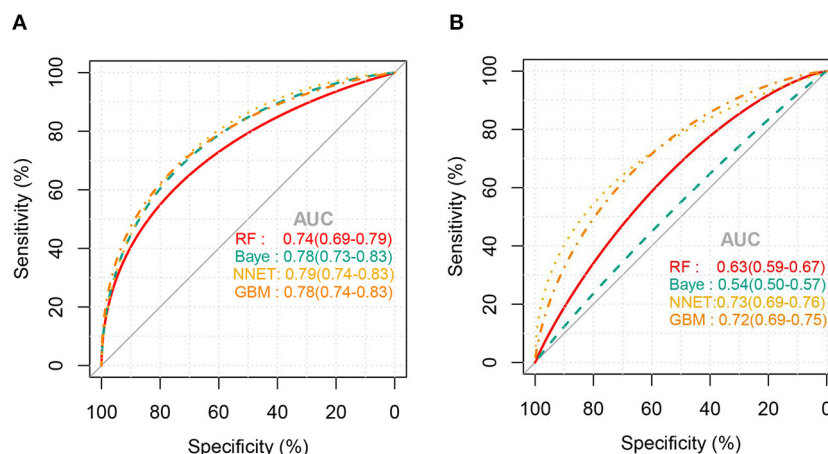 A
Sensitivity (%)
100
80
60
40
20
0
AUC
RF : 0.74(0.69-0.79)
Baye : 0.78(0.73-0.83)
NNET: 0.79(0.74-0.83)
GBM : 0.78(0.74-0.83)
100 80 60 40 20 0
Specificity (%)
B
Sensitivity (%)
100
80
60
40
20
0
AUC
RF : 0.63(0.59-0.67)
Baye : 0.54(0.50-0.57)
NNET:0.73(0.69-0.76)
GBM : 0.72(0.69-0.75)
100 80 60 40 20 0
Specificity (%)